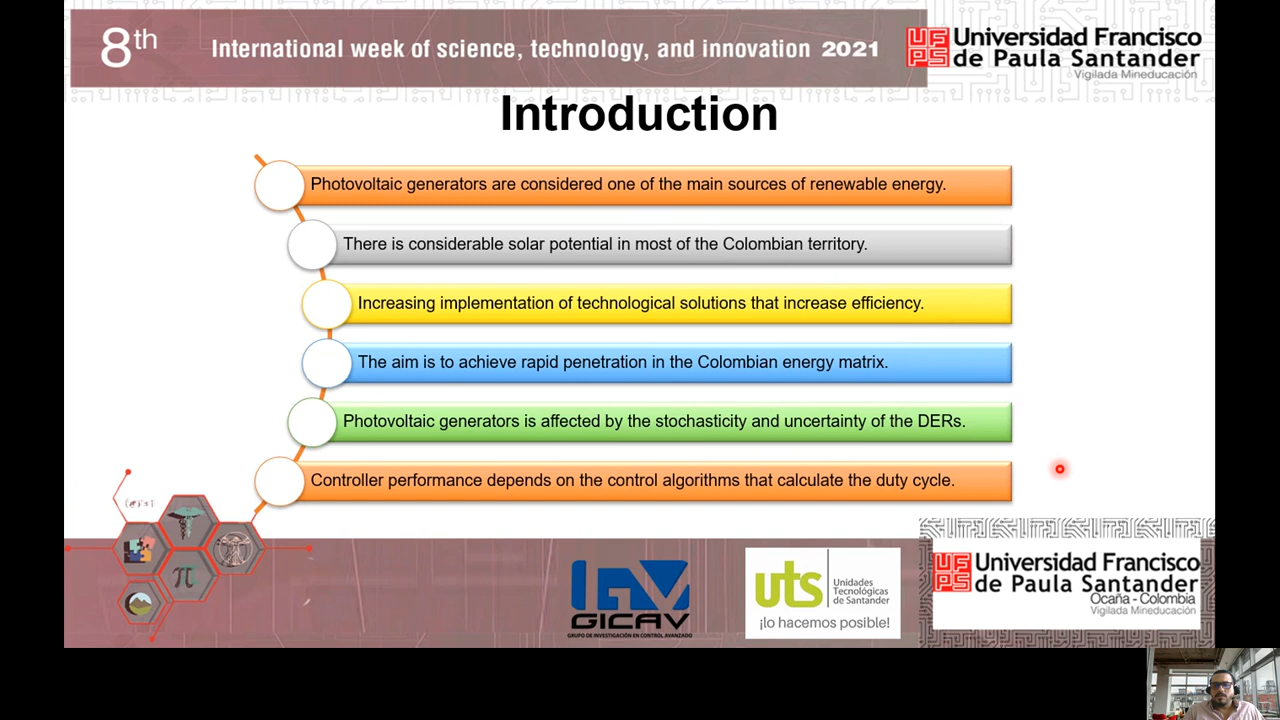 8th
International week of science, technology, and innovation 2021
UFPS
Universidad Francisco
de Paula Santander
Vigilada Mineducación
Introduction
Photovoltaic generators are considered one of the main sources of renewable energy.
There is considerable solar potential in most of the Colombian territory.
Increasing implementation of technological solutions that increase efficiency.
The aim is to achieve rapid penetration in the Colombian energy matrix.
Photovoltaic generators is affected by the stochasticity and uncertainty of the DERs.
Controller performance depends on the control algorithms that calculate the duty cycle.
π
GICAV
GRUPO DE INVESTIGACIÓN EN CONTROL AVANZADO
uts
Unidades
Tecnológicas
de Santander
¡lo hacemos posible!
UFPS
Universidad Francisco
de Paula Santander
Ocaña - Colombia
Vigilada Mineducación